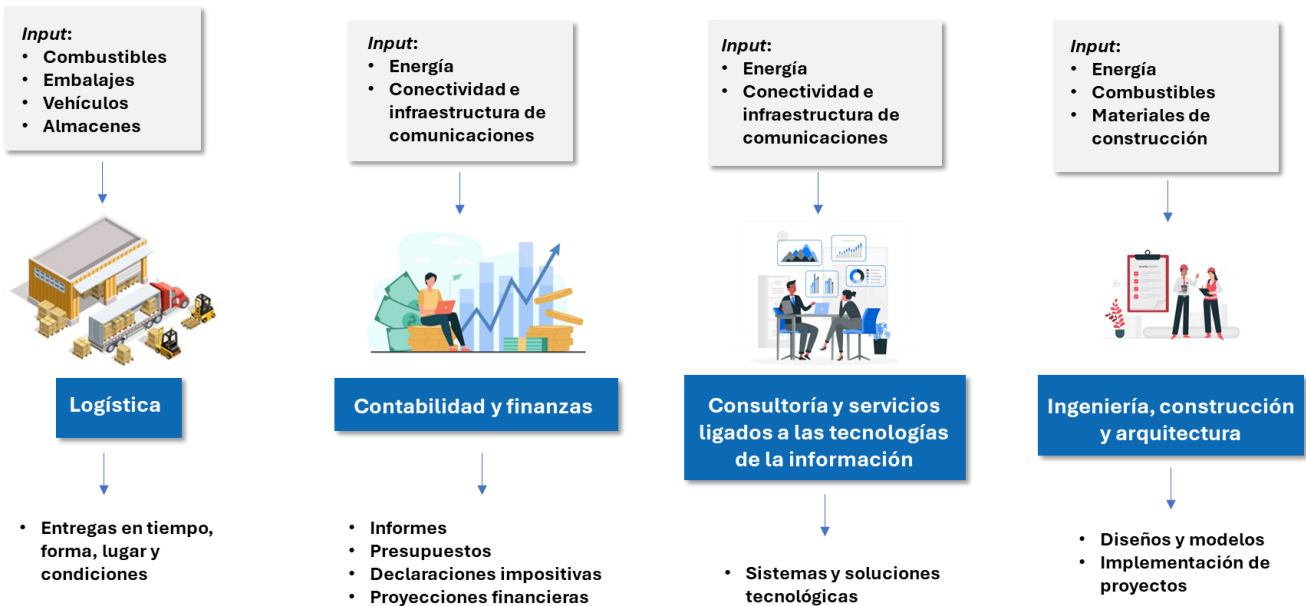 Input:
• Combustibles
• Embalajes
• Vehículos
• Almacenes
Logística
• Entregas en tiempo,
forma, lugar y
condiciones
Input:
• Energía
• Conectividad e
infraestructura de
comunicaciones
Contabilidad y finanzas
• Informes
• Presupuestos
• Declaraciones impositivas
• Proyecciones financieras
Input:
• Energía
• Conectividad e
infraestructura de
comunicaciones
Consultoría y servicios
ligados a las tecnologías
de la información
• Sistemas y soluciones
tecnológicas
Input:
• Energía
• Combustibles
• Materiales de
construcción
Ingeniería, construcción
y arquitectura
• Diseños y modelos
• Implementación de
proyectos